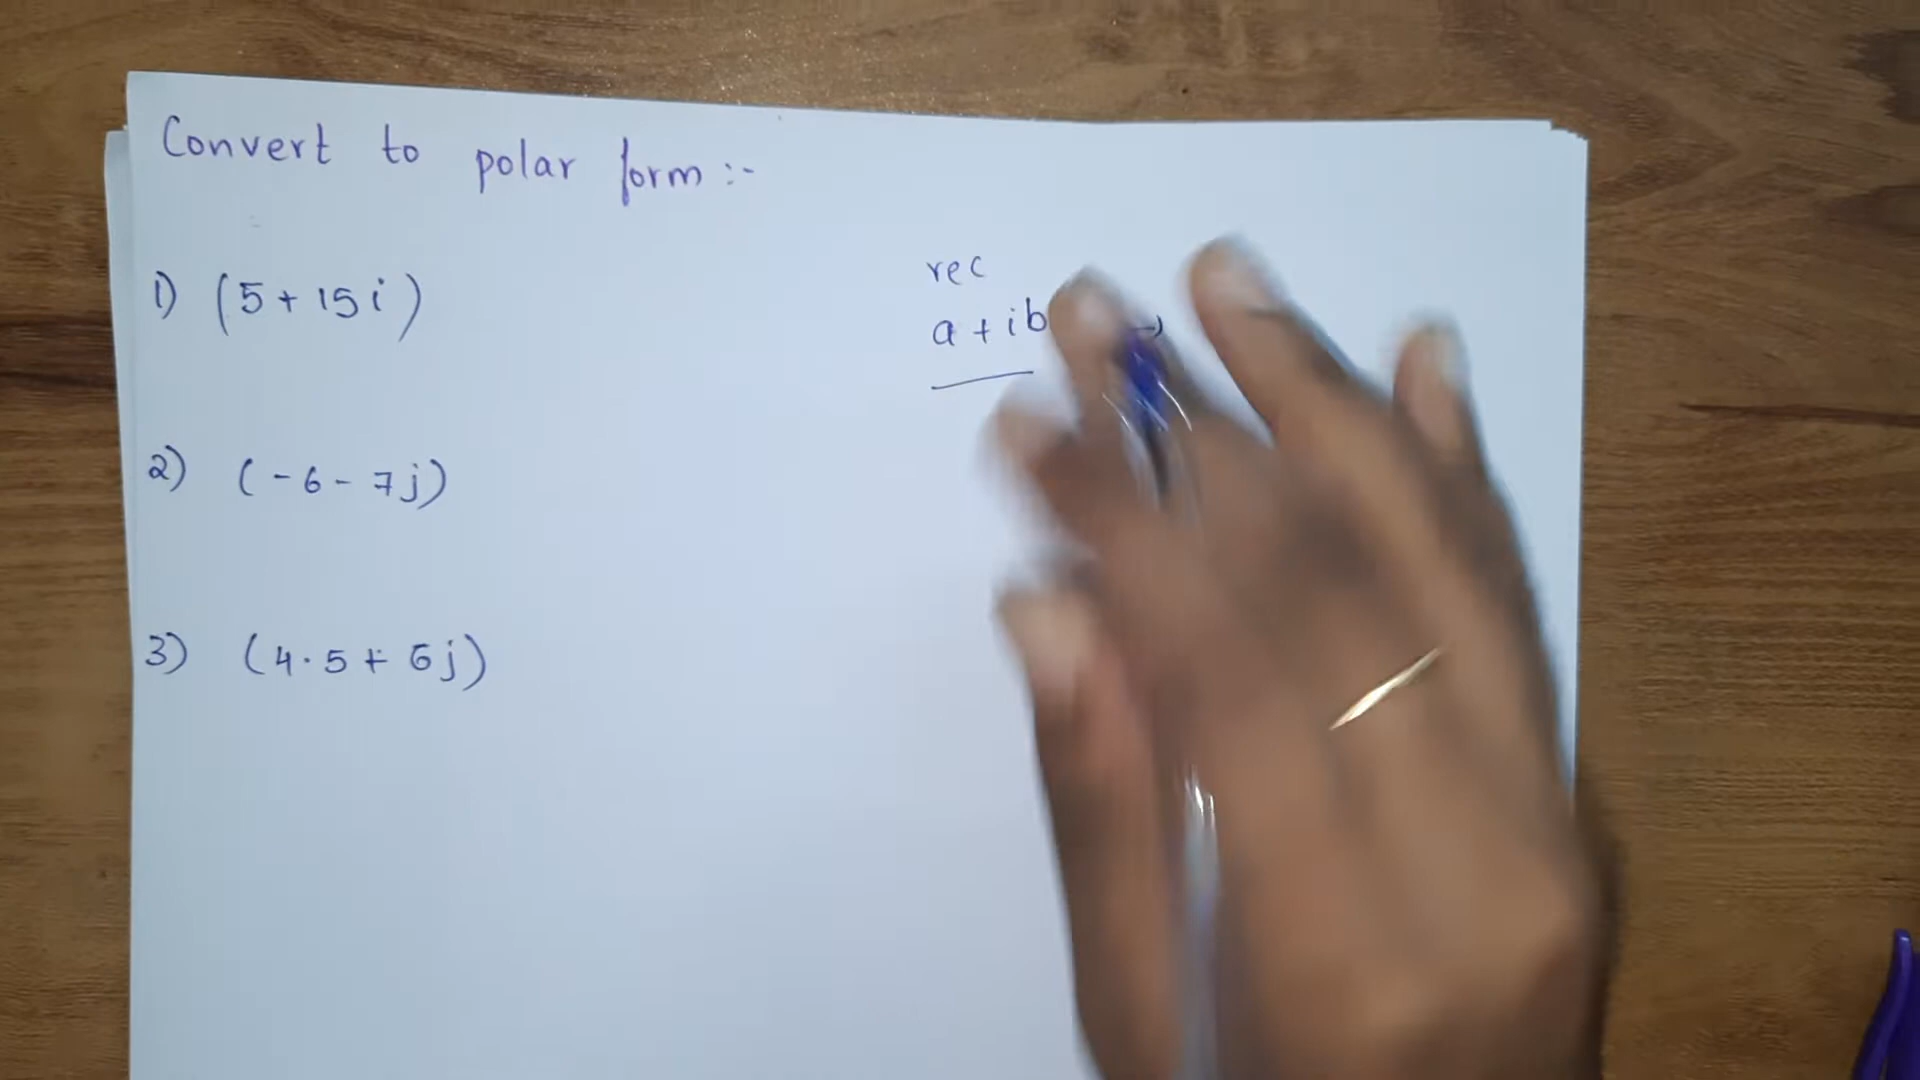 Convert to polar form :-
1) (5 + 15i)
rec
a + ib
2) (-6 - 7j)
3) (4.5 + 6j)